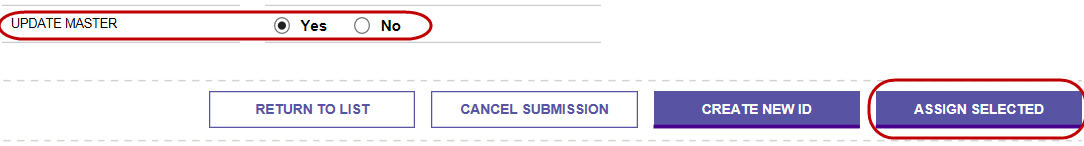 UPDATE MASTER Yes No
RETURN TO LIST CANCEL SUBMISSION CREATE NEW ID ASSIGN SELECTED